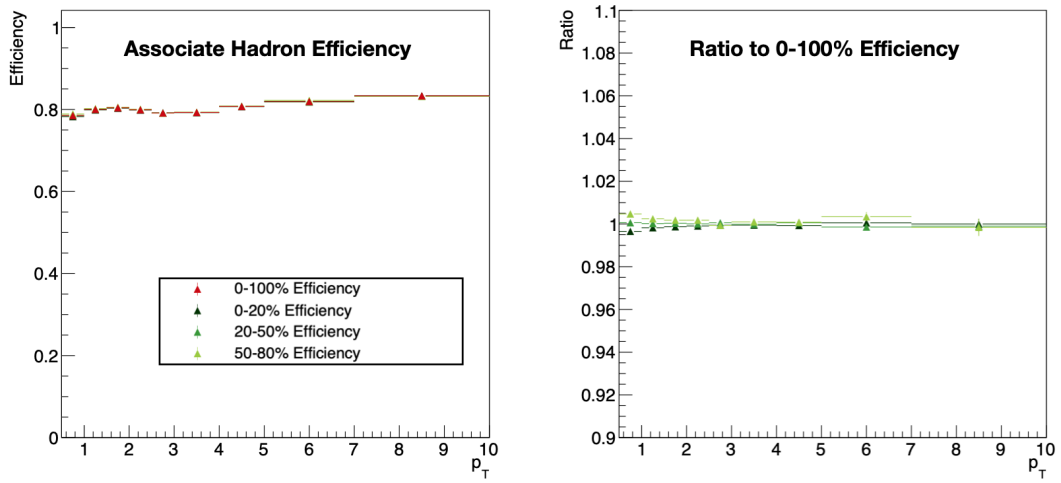 Efficiency
Associate Hadron Efficiency
1
0.8
0.6
0.4
0.2
0
0-100% Efficiency
0-20% Efficiency
20-50% Efficiency
50-80% Efficiency
1 2 3 4 5 6 7 8 9 10
pT
Ratio
Ratio to 0-100% Efficiency
1.1
1.08
1.06
1.04
1.02
1
0.98
0.96
0.94
0.92
0.9
1 2 3 4 5 6 7 8 9 10
pT